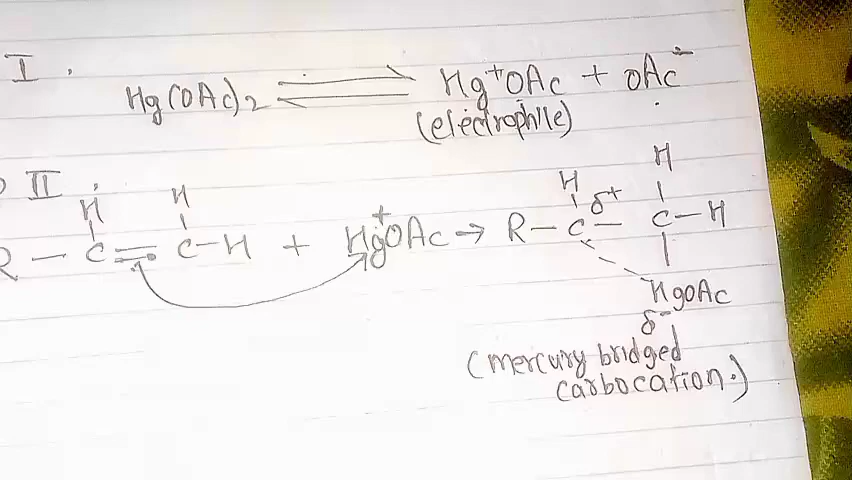 I.
Hg(OAc)2 ⇌ Hg⁺OAc + OAc⁻
(electrophile)
II
H H H H
R — C = C — H + Hg⁺OAc → R — C δ+ — C — H
HgOAc
δ-
(mercury bridged
carbocation.)